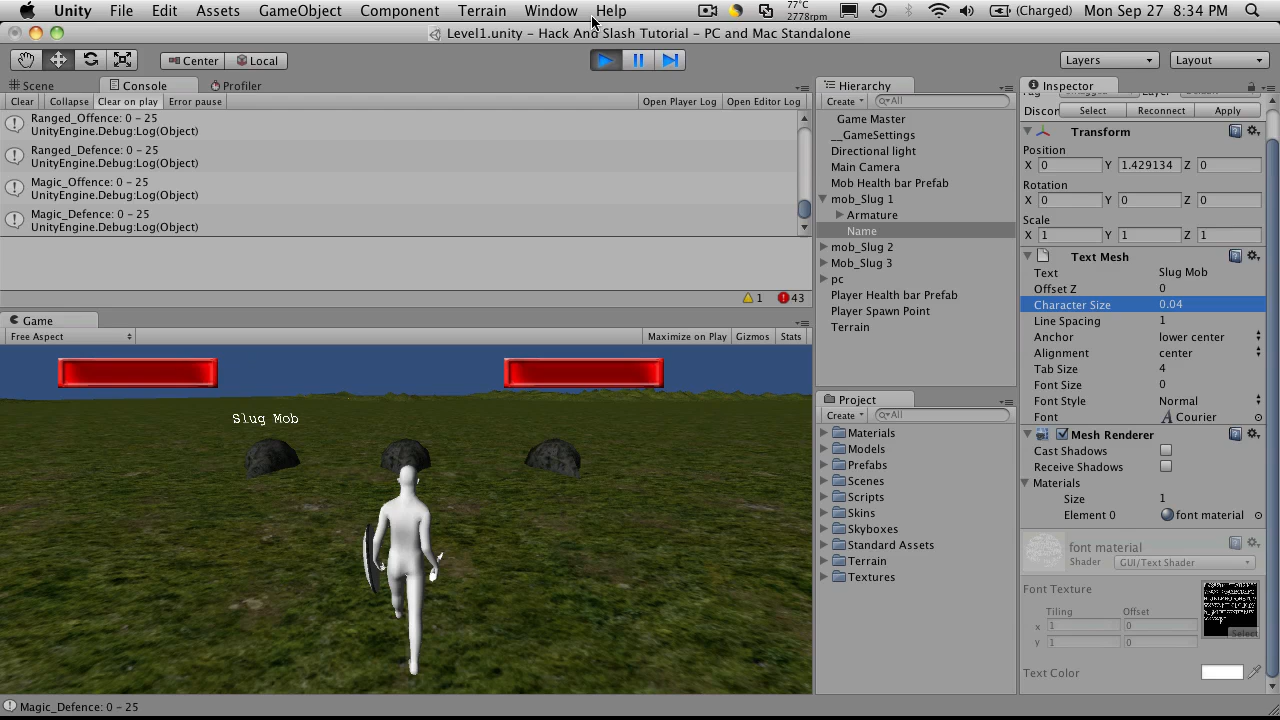 Unity File Edit Assets GameObject Component Terrain Window Help 77°C 2778rpm (Charged) Mon Sep 27 8:34 PM
Level1.unity – Hack And Slash Tutorial – PC and Mac Standalone
Center Local Layers Layout
Scene Console Profiler
Clear Collapse Clear on play Error pause Open Player Log Open Editor Log
Ranged_Offence: 0 – 25
UnityEngine.Debug:Log(Object)
Ranged_Defence: 0 – 25
UnityEngine.Debug:Log(Object)
Magic_Offence: 0 – 25
UnityEngine.Debug:Log(Object)
Magic_Defence: 0 – 25
UnityEngine.Debug:Log(Object)
1 43
Game
Free Aspect Maximize on Play Gizmos Stats
Slug Mob
Magic_Defence: 0 – 25
Hierarchy
Create All
Game Master
__GameSettings
Directional light
Main Camera
Mob Health bar Prefab
mob_Slug 1
Armature
Name
mob_Slug 2
Mob_Slug 3
pc
Player Health bar Prefab
Player Spawn Point
Terrain
Project
Create All
Materials
Models
Prefabs
Scenes
Scripts
Skins
Skyboxes
Standard Assets
Terrain
Textures
Inspector
Discon Select Reconnect Apply
Transform
Position
X 0 Y 1.429134 Z 0
Rotation
X 0 Y 0 Z 0
Scale
X 1 Y 1 Z 1
Text Mesh
Text Slug Mob
Offset Z 0
Character Size 0.04
Line Spacing 1
Anchor lower center
Alignment center
Tab Size 4
Font Size 0
Font Style Normal
Font Courier
Mesh Renderer
Cast Shadows
Receive Shadows
Materials
Size 1
Element 0 font material
font material
Shader GUI/Text Shader
Font Texture
Tiling Offset
x 1 0
y 1 0
Select
Text Color